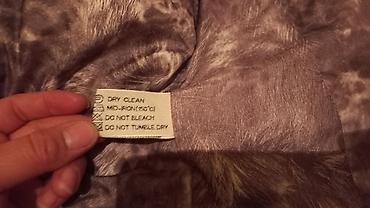 DRY CLEAN
MID-IRON(150°C)
DO NOT BLEACH
DO NOT TUMBLE DRY